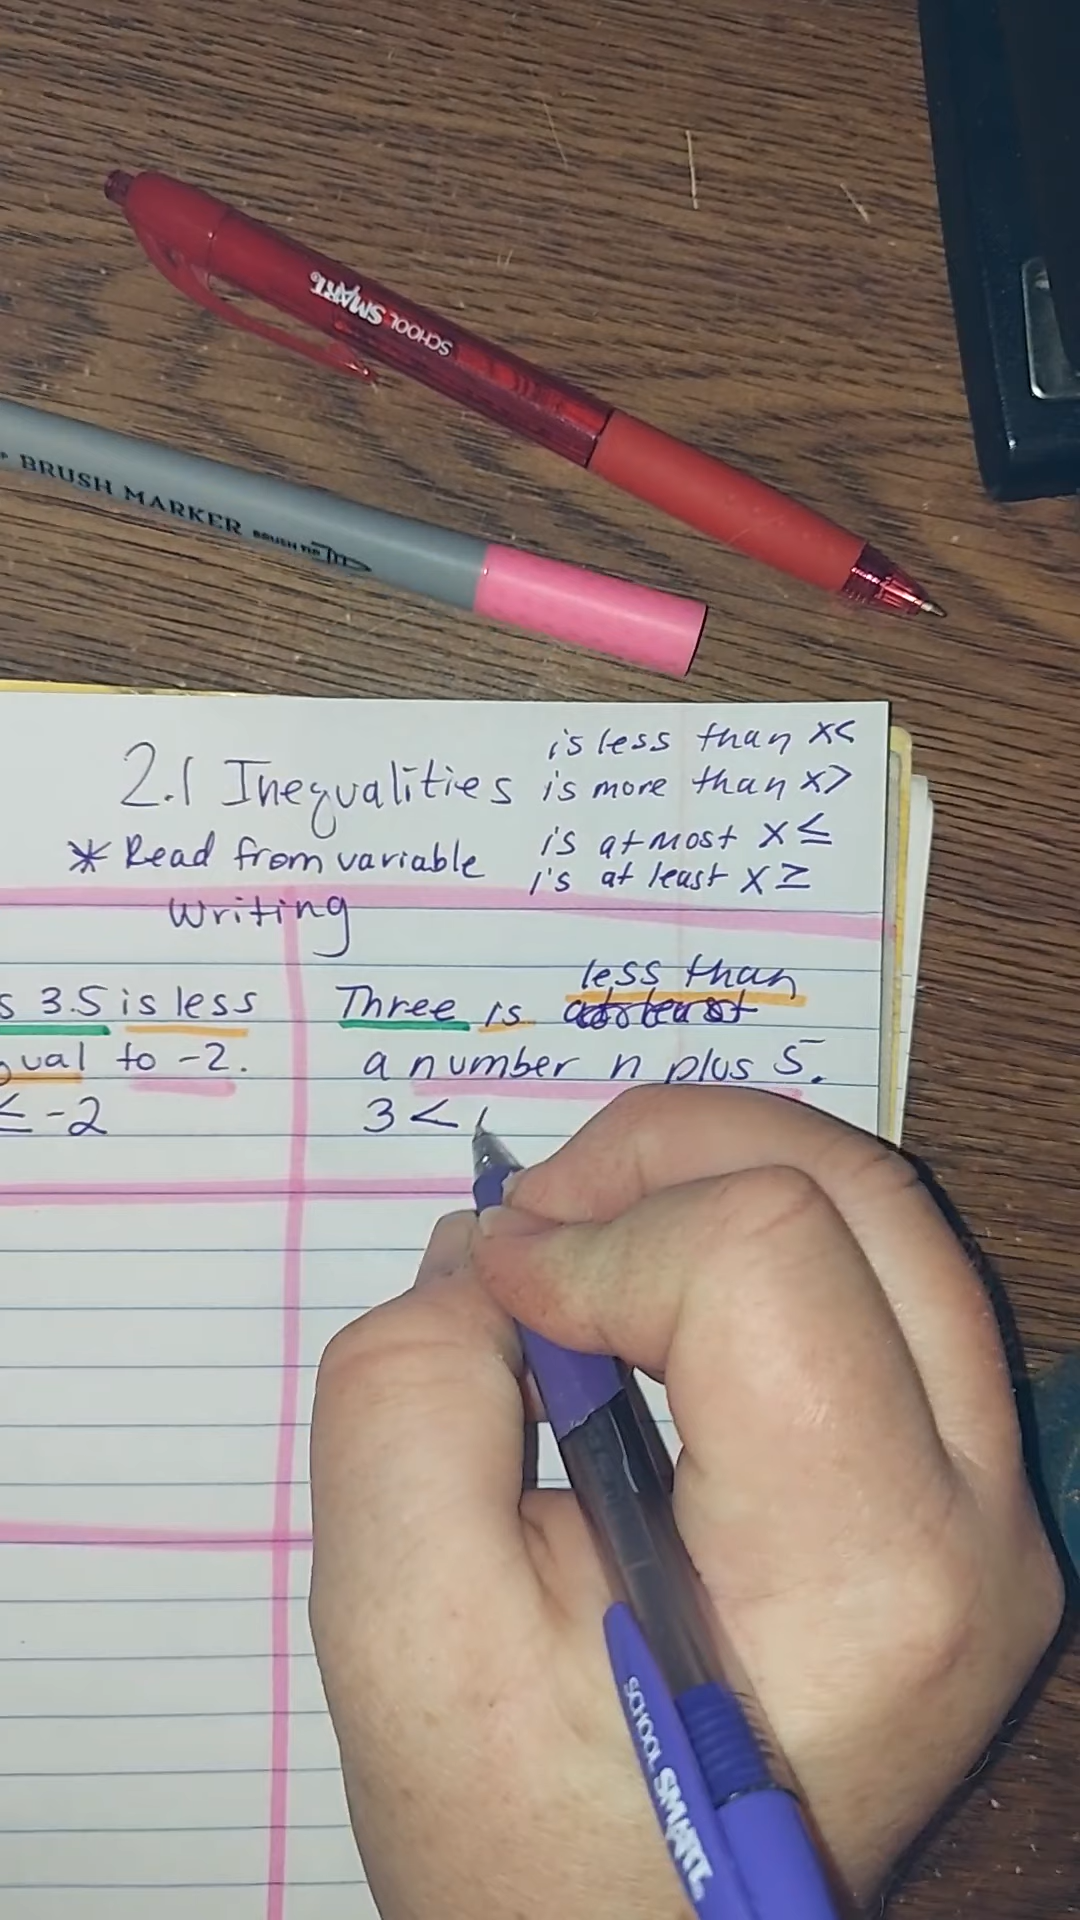 SCHOOL SMART
BRUSH MARKER
BRUSH TIP
2.1 Inequalities
* Read from variable
is less than x<
is more than x>
is at most x ≤
is at least x ≥
Writing
3.5 is less
to -2.
≤ -2
less than
Three is
a number n plus 5.
3 <
SCHOOL SMART